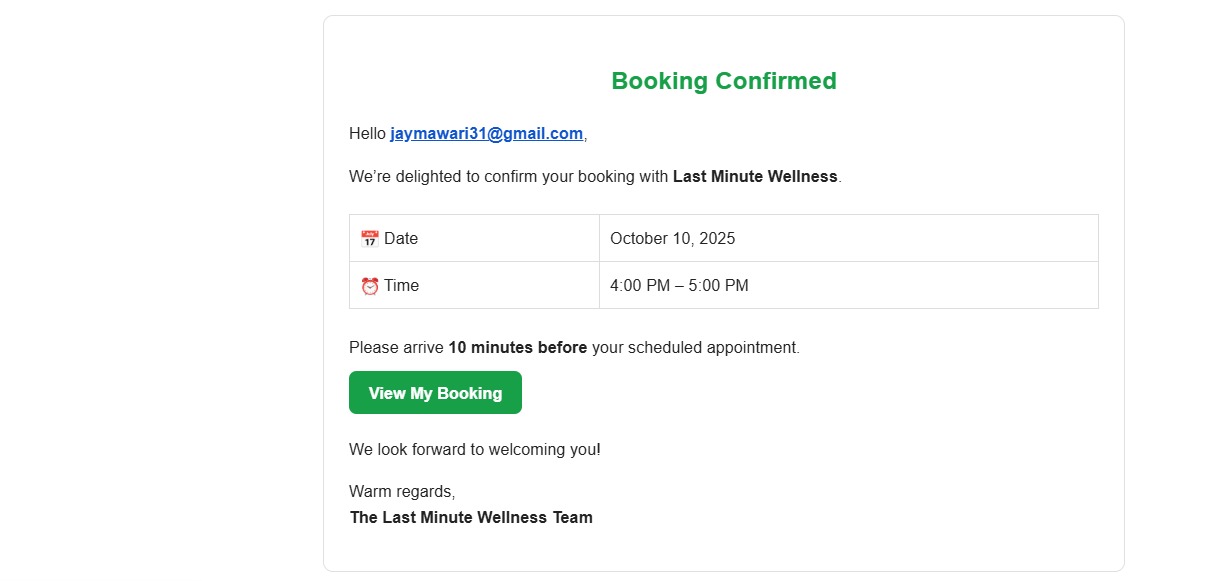 Booking Confirmed
Hello jaymawari31@gmail.com,
We’re delighted to confirm your booking with Last Minute Wellness.
📅 Date October 10, 2025
⏰ Time 4:00 PM – 5:00 PM
Please arrive 10 minutes before your scheduled appointment.
View My Booking
We look forward to welcoming you!
Warm regards,
The Last Minute Wellness Team